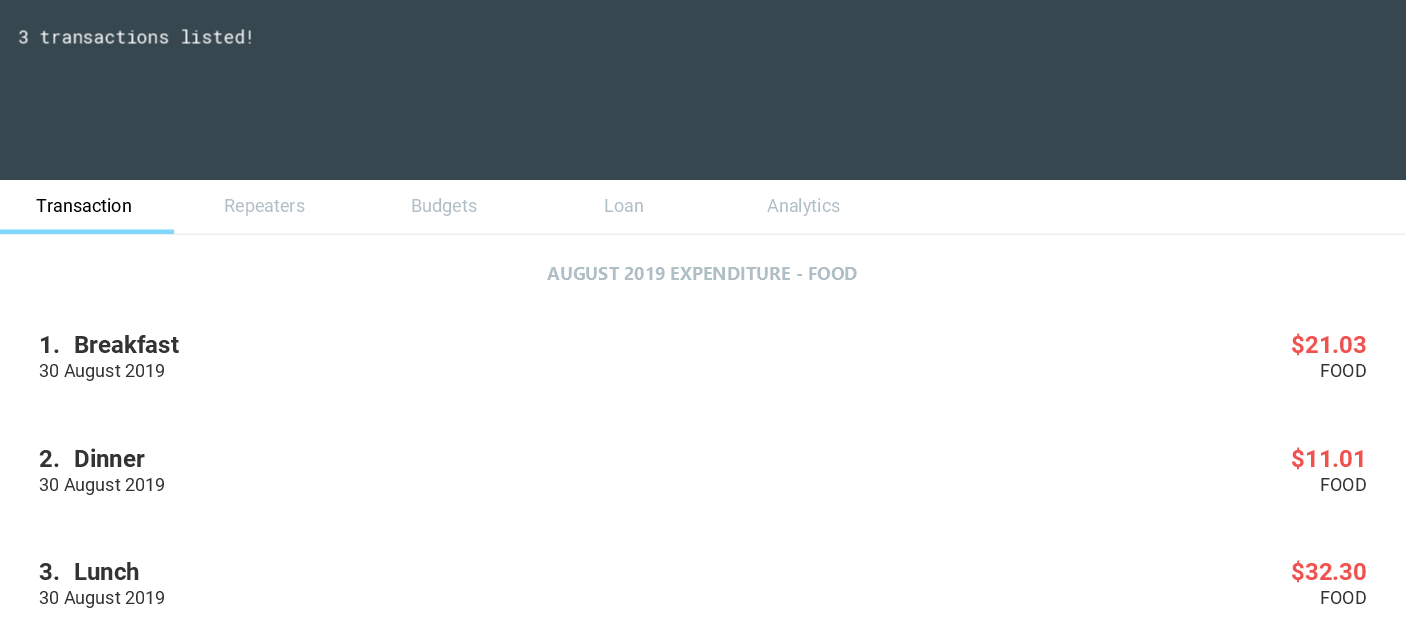 3 transactions listed!
Transaction Repeaters Budgets Loan Analytics
AUGUST 2019 EXPENDITURE - FOOD
1. Breakfast $21.03
30 August 2019 FOOD
2. Dinner $11.01
30 August 2019 FOOD
3. Lunch $32.30
30 August 2019 FOOD